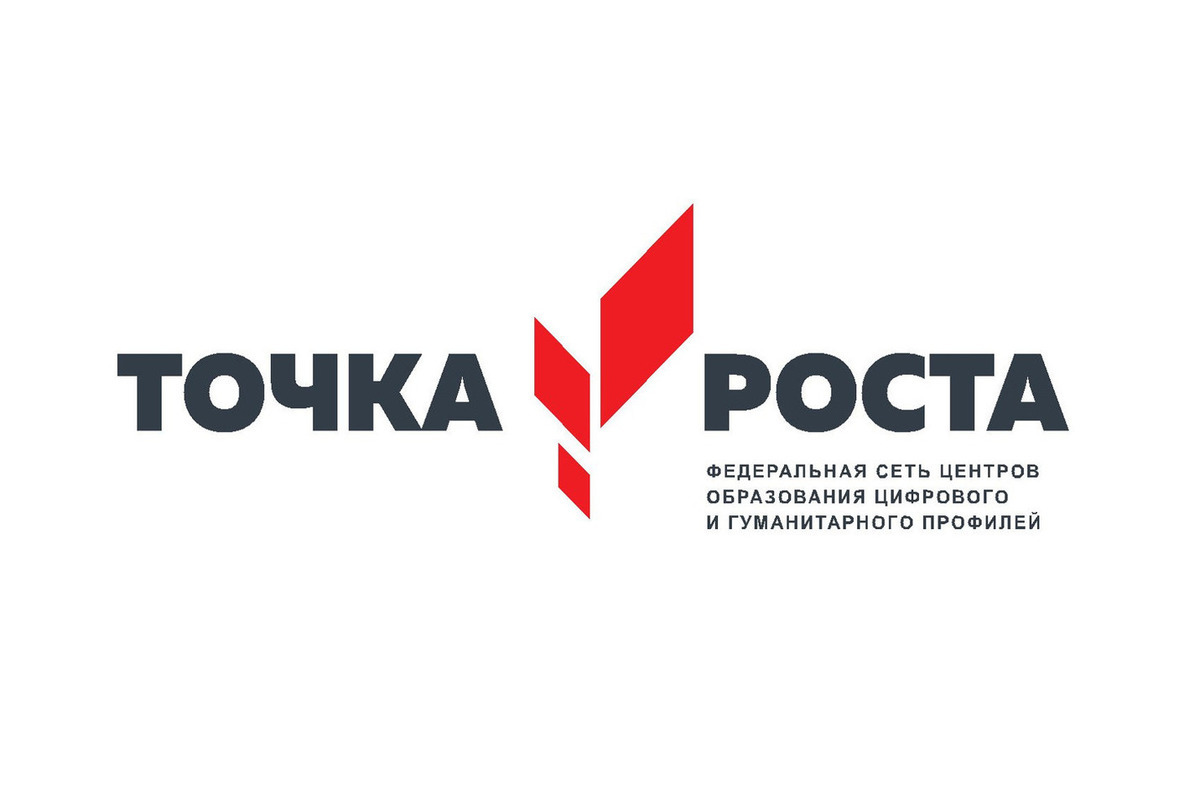 ТОЧКА РОСТА
ФЕДЕРАЛЬНАЯ СЕТЬ ЦЕНТРОВ
ОБРАЗОВАНИЯ ЦИФРОВОГО
И ГУМАНИТАРНОГО ПРОФИЛЕЙ